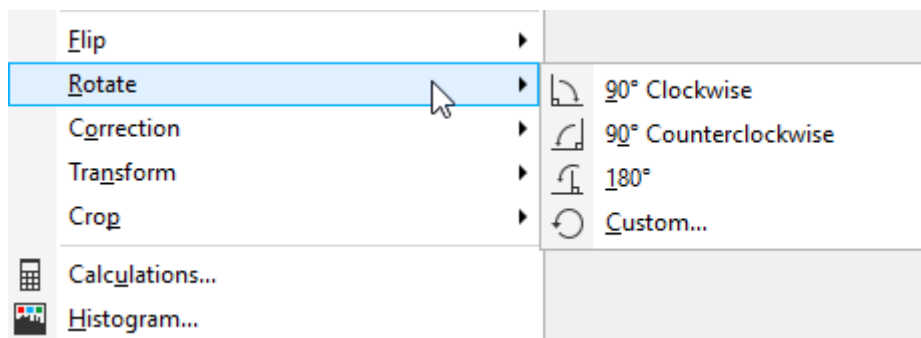 Flip
Rotate
Correction
Transform
Crop
Calculations...
Histogram...
90° Clockwise
90° Counterclockwise
180°
Custom...